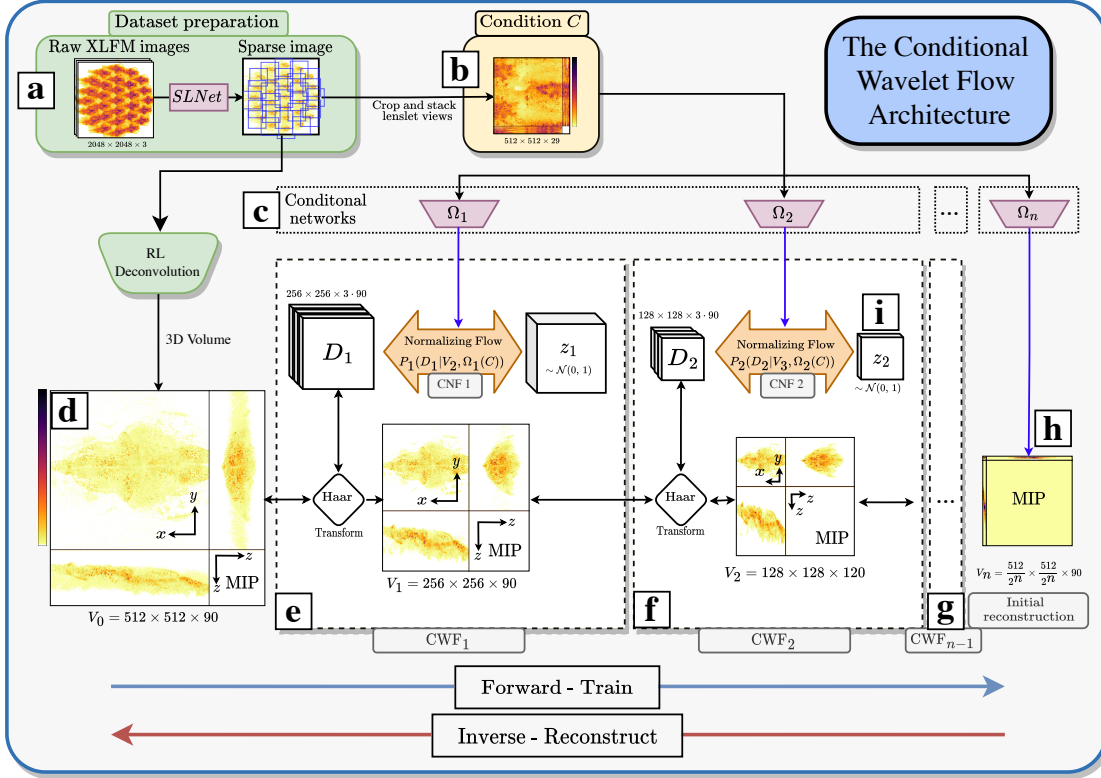 Dataset preparation
Raw XLFM images
Sparse image
a
SLNet
2048 × 2048 × 3
Crop and stack
lenslet views
Condition C
b
512 × 512 × 29
The Conditional
Wavelet Flow
Architecture
c
Conditonal
networks
Ω1
Ω2
...
Ωn
RL
Deconvolution
3D Volume
256 × 256 × 3 · 90
D1
Normalizing Flow
P1(D1|V2, Ω1(C))
CNF 1
z1
∼ N(0, 1)
128 × 128 × 3 · 90
D2
Normalizing Flow
P2(D2|V3, Ω2(C))
CNF 2
i
z2
∼ N(0, 1)
d
y
x
z
z
MIP
V0 = 512 × 512 × 90
Haar
Transform
y
x
z
z
MIP
V1 = 256 × 256 × 90
Haar
Transform
y
x
z
z
MIP
V2 = 128 × 128 × 120
...
h
MIP
Vn = 512/2^n × 512/2^n × 90
Initial
reconstruction
e
f
g
CWF1
CWF2
CWFn−1
Forward - Train
Inverse - Reconstruct